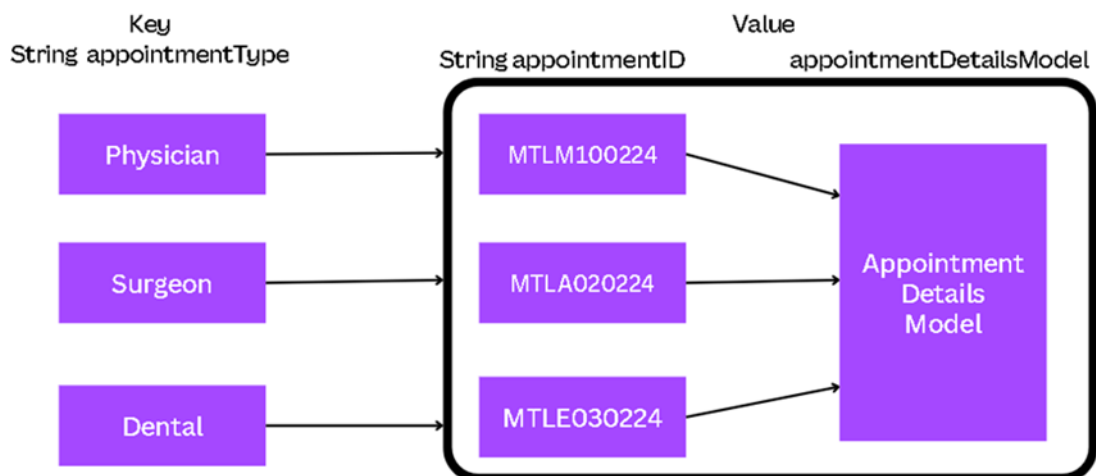 Key
String appointmentType
Value
String appointmentID
appointmentDetailsModel
Physician
MTLM100224
Surgeon
MTLA020224
Appointment
Details
Model
Dental
MTLE030224